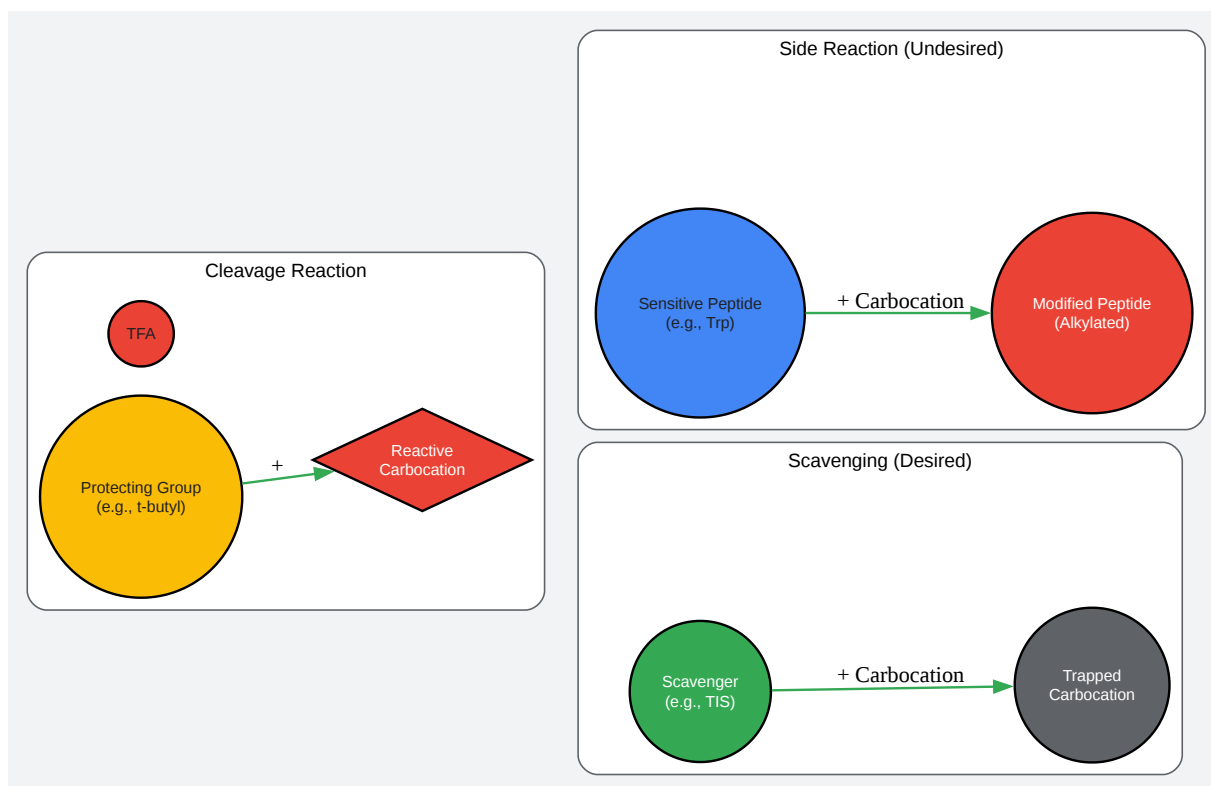 Cleavage Reaction
TFA
Protecting Group
(e.g., t-butyl)
+
Reactive
Carbocation
Side Reaction (Undesired)
Sensitive Peptide
(e.g., Trp)
+ Carbocation
Modified Peptide
(Alkylated)
Scavenging (Desired)
Scavenger
(e.g., TIS)
+ Carbocation
Trapped
Carbocation